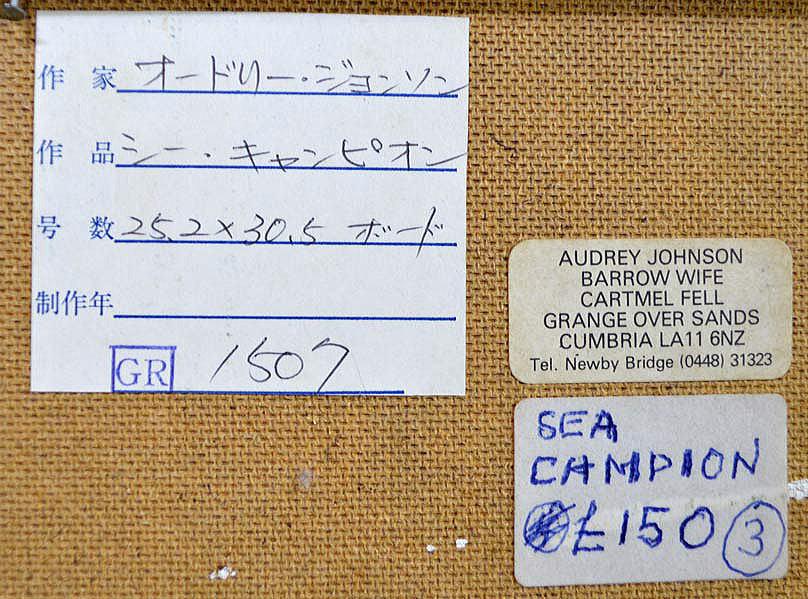 作家 オードリー・ジョンソン
作品 シー・キャンピオン
号数 25.2×30.5 ボード
制作年
GR 1507
AUDREY JOHNSON
BARROW WIFE
CARTMEL FELL
GRANGE OVER SANDS
CUMBRIA LA11 6NZ
Tel. Newby Bridge (0448) 31323
SEA
CAMPION
£150 3